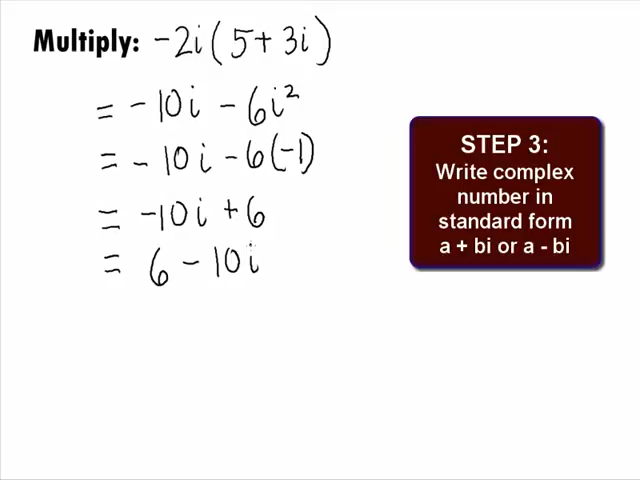 Multiply: -2i(5+3i)
= -10i - 6i²
= -10i - 6(-1)
= -10i + 6
= 6 - 10i
STEP 3:
Write complex
number in
standard form
a + bi or a - bi